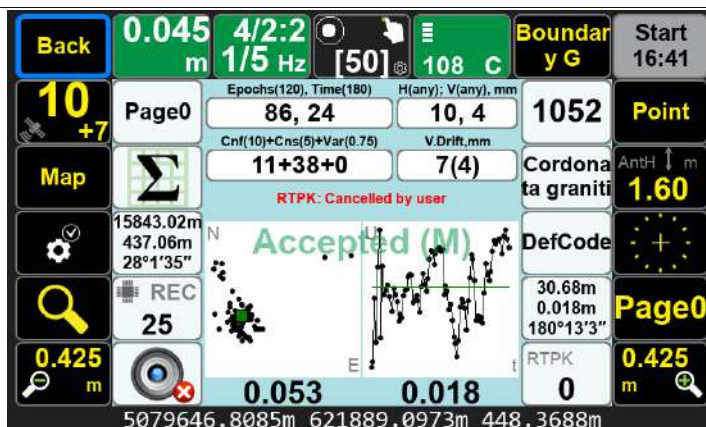 Back
0.045
m
4/2:2
1/5 Hz
[50]
108 C
Boundar
y G
Start
16:41
10
+7
Page0
Epochs(120), Time(180)
86, 24
H(any); V(any), mm
10, 4
1052
Point
Map
Cnf(10)+Cns(5)+Var(0.75)
11+38+0
V.Drift,mm
7(4)
Cordona
ta graniti
AntH m
1.60
RTPK: Cancelled by user
15843.02m
437.06m
28°1'35"
N
Accepted (M)
U
DefCode
REC
25
30.68m
0.018m
180°13'3"
Page0
0.425
m
E
t
0.053
0.018
RTPK
0
0.425
m
5079646.8085m 621889.0973m 448.3688m